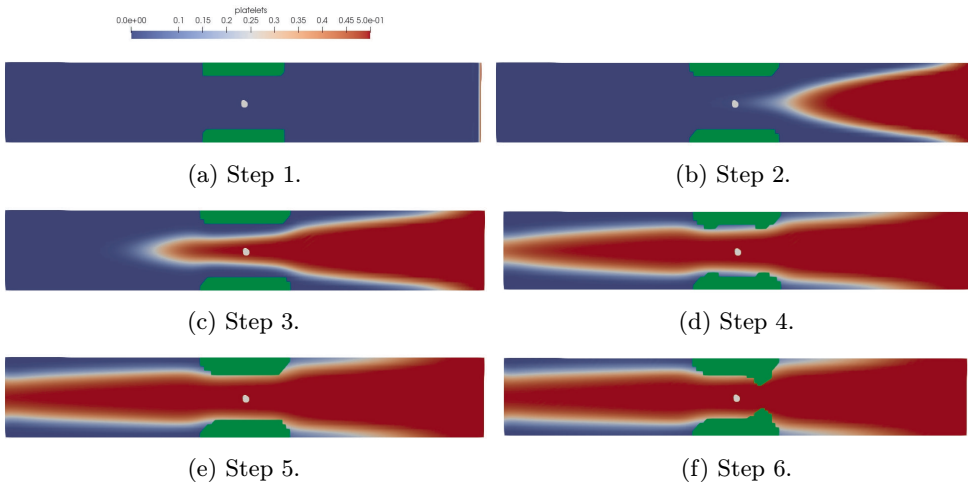 platelets
0.0e+00 0.1 0.15 0.2 0.25 0.3 0.35 0.4 0.45 5.0e-01
(a) Step 1.
(b) Step 2.
(c) Step 3.
(d) Step 4.
(e) Step 5.
(f) Step 6.